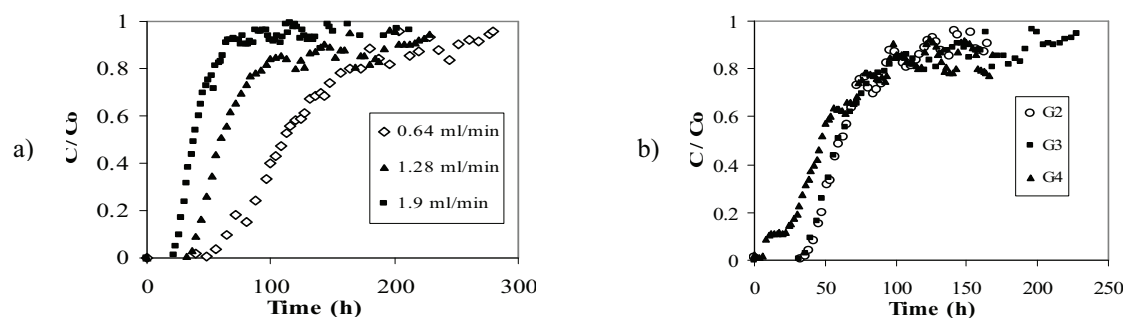 a)
C/ Co
1
0.8
0.6
0.4
0.2
0
0 100 200 300
Time (h)
0.64 ml/min
1.28 ml/min
1.9 ml/min
b)
C/ Co
1
0.8
0.6
0.4
0.2
0
0 50 100 150 200 250
Time (h)
G2
G3
G4